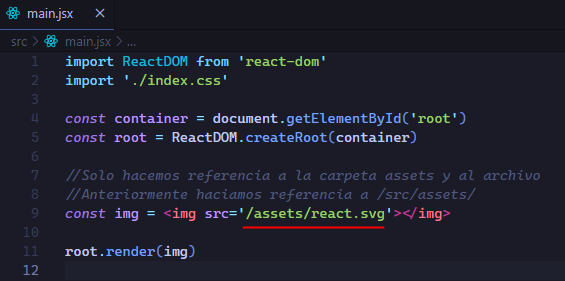 main.jsx ×
src > main.jsx > ...
1 import ReactDOM from 'react-dom'
2 import './index.css'
3
4 const container = document.getElementById('root')
5 const root = ReactDOM.createRoot(container)
6
7 //Solo hacemos referencia a la carpeta assets y al archivo
8 //Anteriormente haciamos referencia a /src/assets/
9 const img = <img src='/assets/react.svg'></img>
10
11 root.render(img)
12